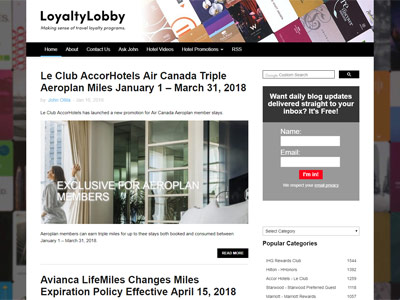 LoyaltyLobby
Making sense of travel loyalty programs.
Home About Contact Us Ask John Hotel Videos Hotel Promotions RSS
Le Club AccorHotels Air Canada Triple
Aeroplan Miles January 1 – March 31, 2018
by John Ollila Jan 15, 2018
Le Club AccorHotels has launched a new promotion for Air Canada Aeroplan member stays.
EXCLUSIVE FOR AEROPLAN
MEMBERS
Aeroplan members can earn triple miles for up to thee stays both booked and consumed between
January 1 – March 31, 2018.
READ MORE
Avianca LifeMiles Changes Miles
Expiration Policy Effective April 15, 2018
Google Custom Search
Want daily blog updates
delivered straight to your
inbox? It's Free!
Name:
Email:
I'm in!
We respect your email privacy
Select Category
Popular Categories
IHG Rewards Club 1344
Hilton - HHonors 1092
Accor Hotels - Le Club 1259
Starwood - Starwood Preferred Guest 1118
Marriott - Marriott Rewards